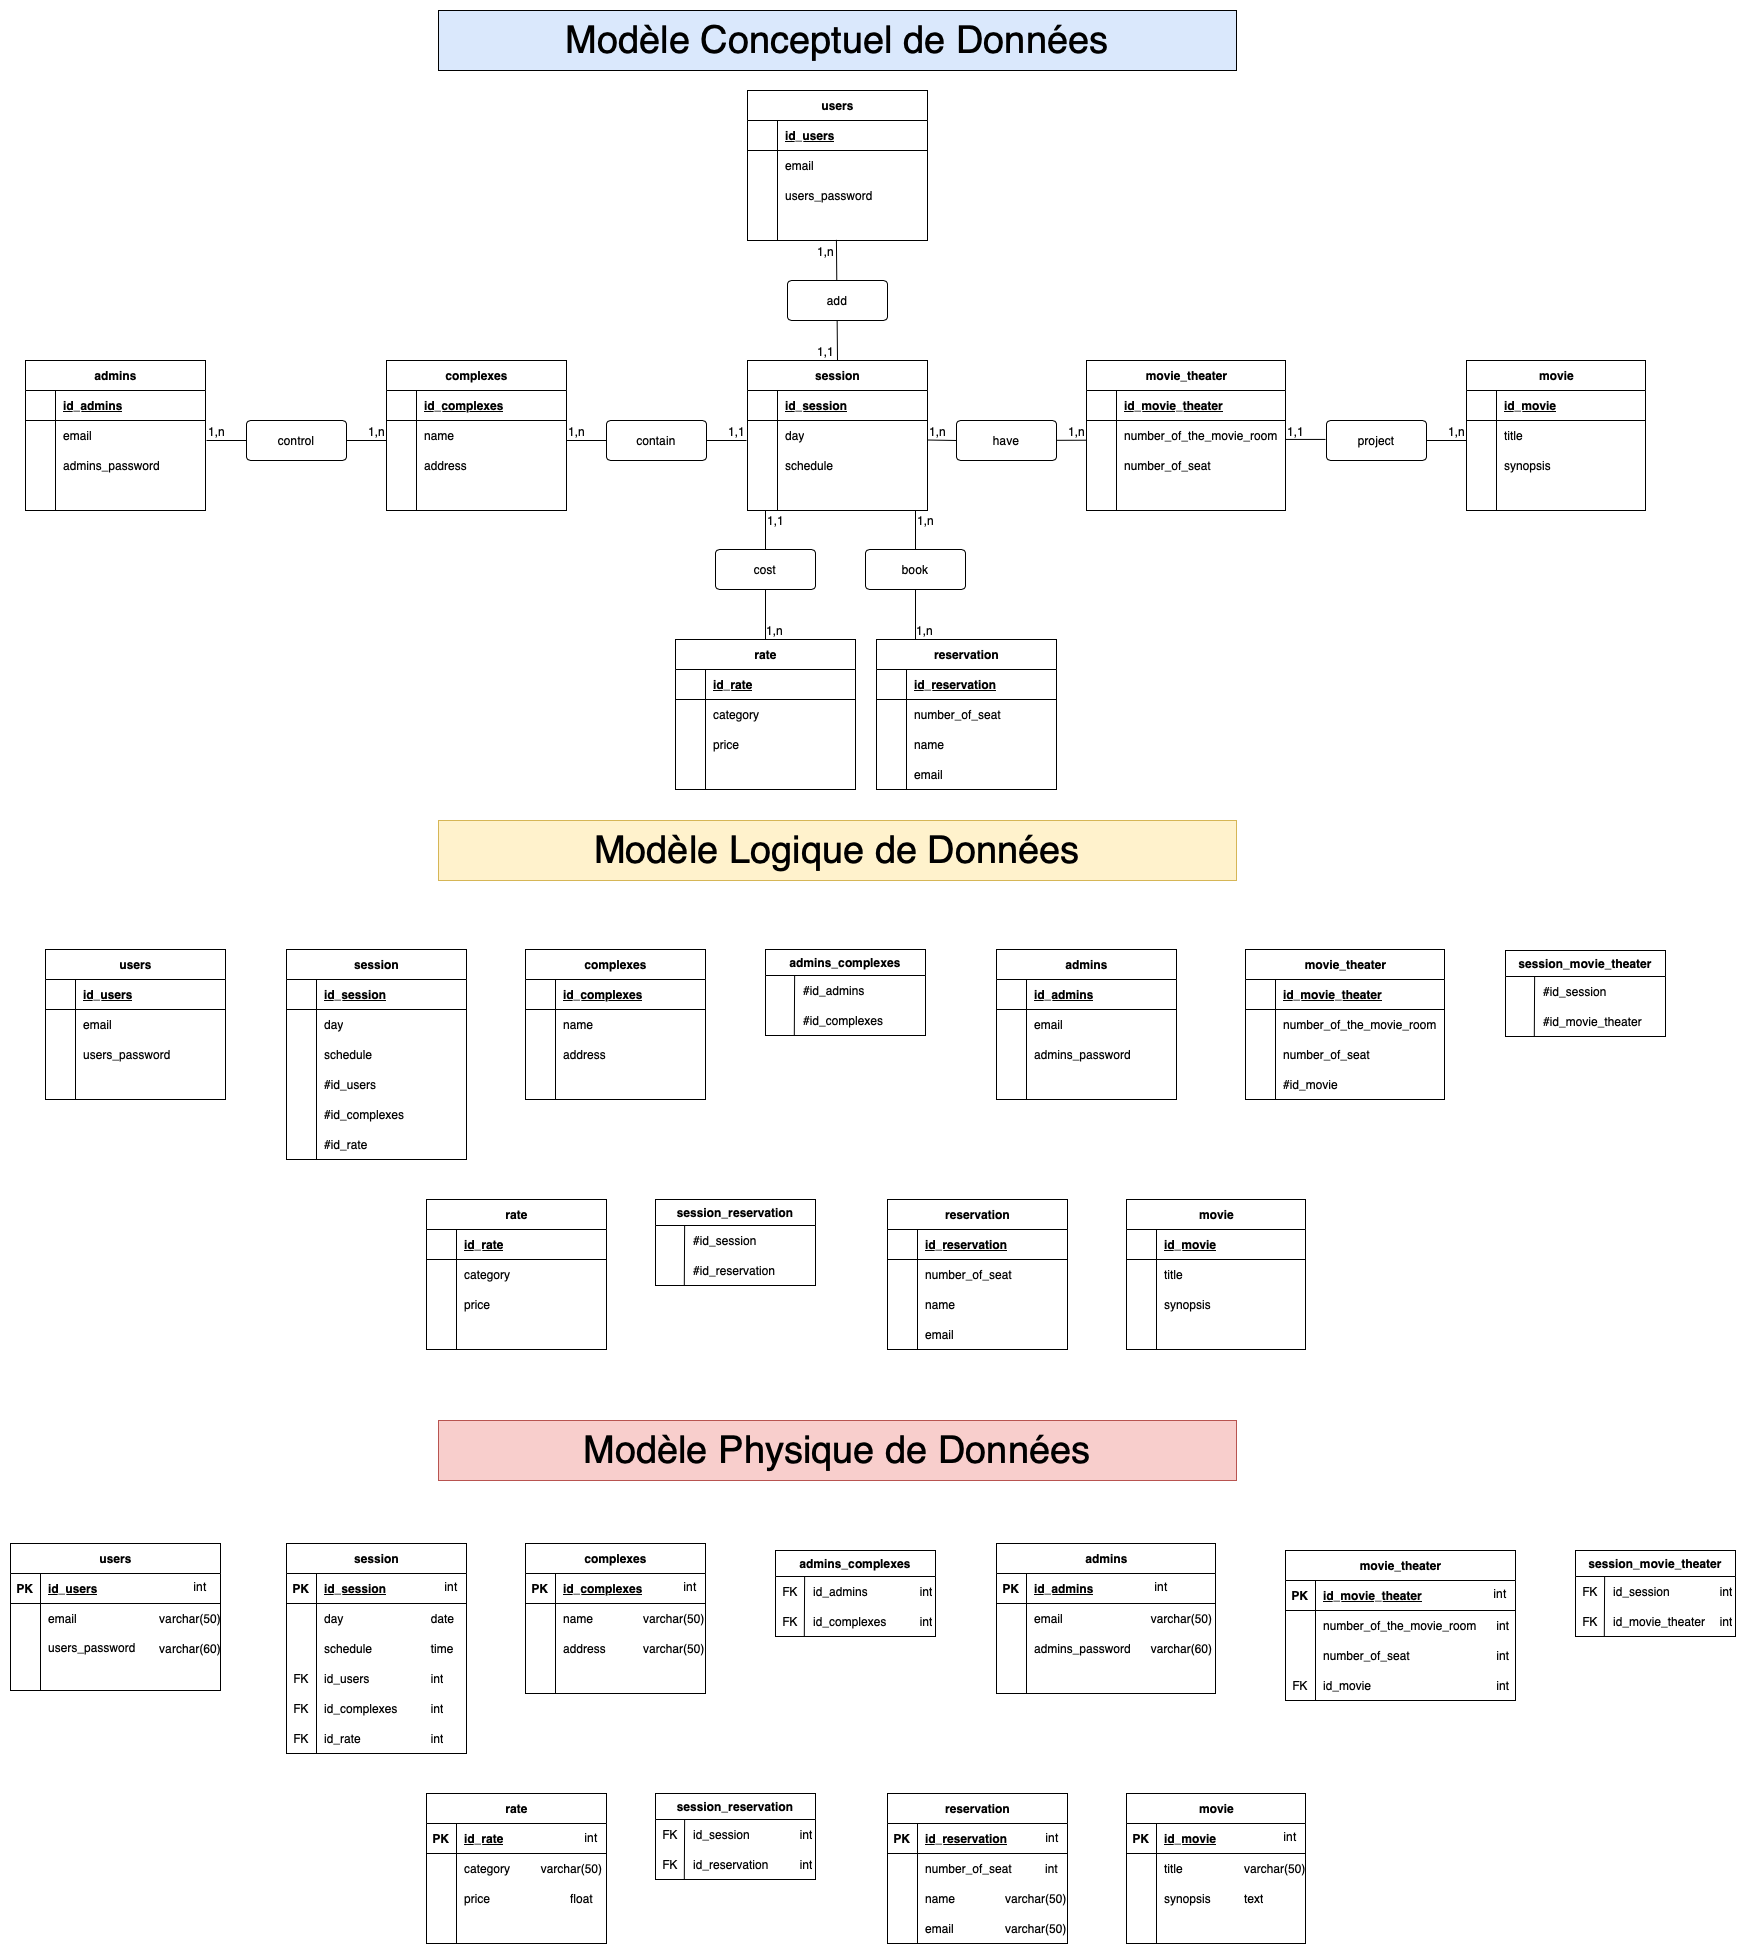 Modèle Conceptuel de Données
users
id_users
email
users_password
1,n
add
1,1
admins
id_admins
email
admins_password
1,n
control
1,n
complexes
id_complexes
name
address
1,n
contain
1,1
session
id_session
day
schedule
1,n
have
1,n
movie_theater
id_movie_theater
number_of_the_movie_room
number_of_seat
1,1
project
1,n
movie
id_movie
title
synopsis
1,1
cost
1,n
1,n
book
1,n
rate
id_rate
category
price
reservation
id_reservation
number_of_seat
name
email
Modèle Logique de Données
users
id_users
email
users_password
session
id_session
day
schedule
#id_users
#id_complexes
#id_rate
complexes
id_complexes
name
address
admins_complexes
#id_admins
#id_complexes
admins
id_admins
email
admins_password
movie_theater
id_movie_theater
number_of_the_movie_room
number_of_seat
#id_movie
session_movie_theater
#id_session
#id_movie_theater
rate
id_rate
category
price
session_reservation
#id_session
#id_reservation
reservation
id_reservation
number_of_seat
name
email
movie
id_movie
title
synopsis
Modèle Physique de Données
users
PK id_users int
email varchar(50)
users_password varchar(60)
session
PK id_session int
day date
schedule time
FK id_users int
FK id_complexes int
FK id_rate int
complexes
PK id_complexes int
name varchar(50)
address varchar(50)
admins_complexes
FK id_admins int
FK id_complexes int
admins
PK id_admins int
email varchar(50)
admins_password varchar(60)
movie_theater
PK id_movie_theater int
number_of_the_movie_room int
number_of_seat int
FK id_movie int
session_movie_theater
FK id_session int
FK id_movie_theater int
rate
PK id_rate int
category varchar(50)
price float
session_reservation
FK id_session int
FK id_reservation int
reservation
PK id_reservation int
number_of_seat int
name varchar(50)
email varchar(50)
movie
PK id_movie int
title varchar(50)
synopsis text